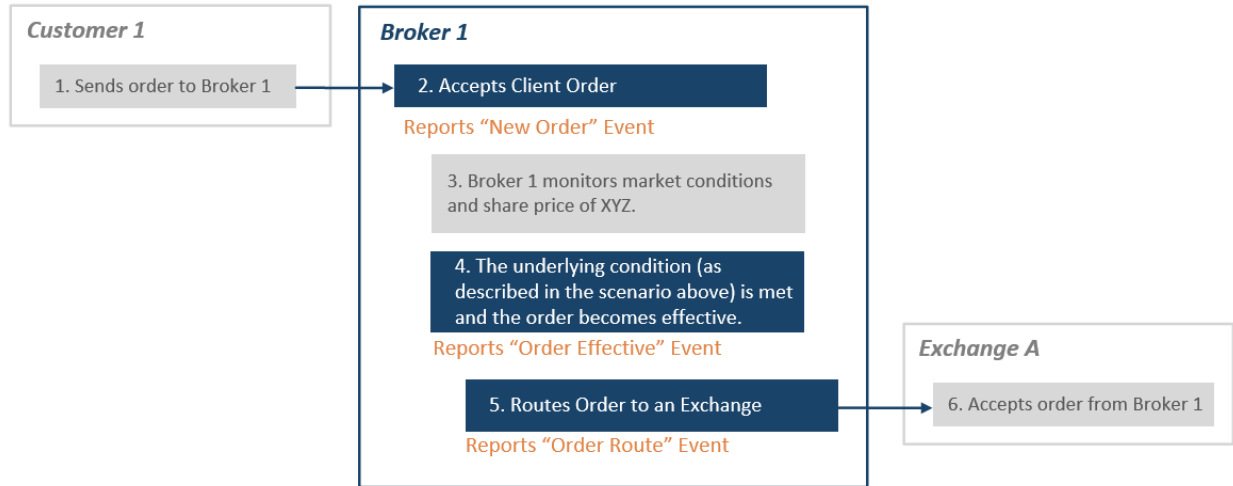 Customer 1
1. Sends order to Broker 1
Broker 1
2. Accepts Client Order
Reports “New Order” Event
3. Broker 1 monitors market conditions
and share price of XYZ.
4. The underlying condition (as
described in the scenario above) is met
and the order becomes effective.
Reports “Order Effective” Event
5. Routes Order to an Exchange
Reports “Order Route” Event
Exchange A
6. Accepts order from Broker 1